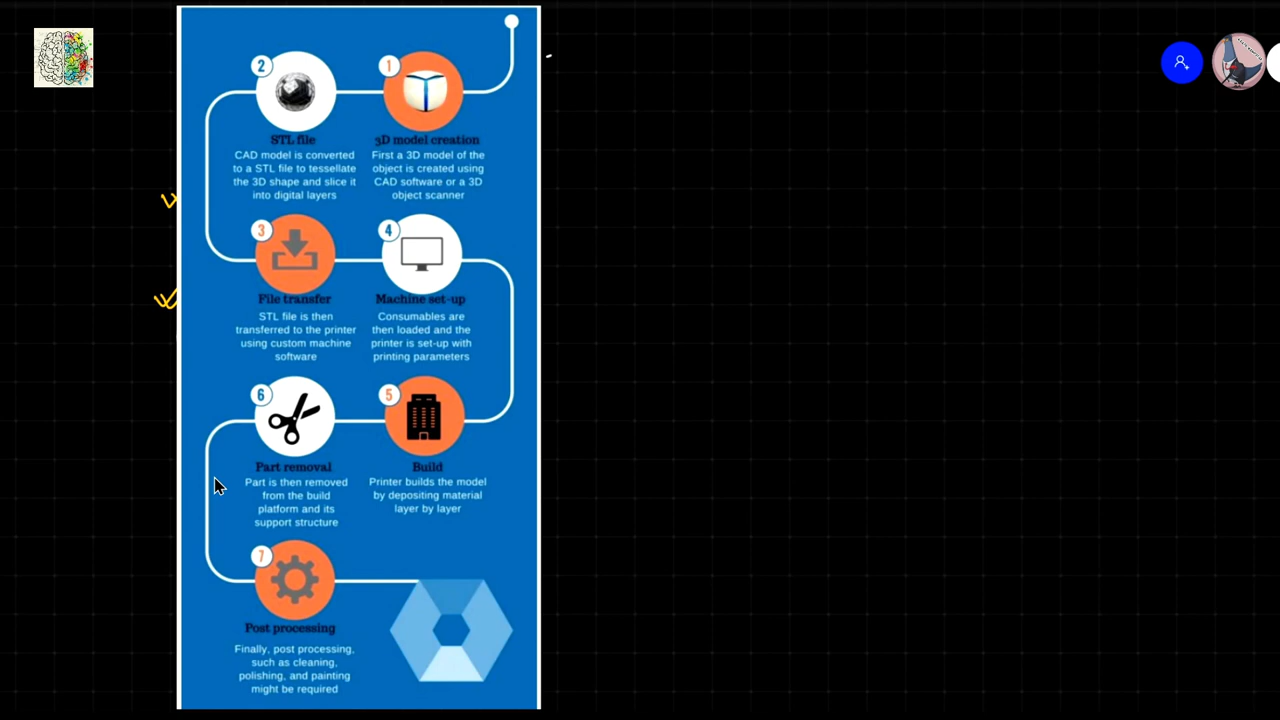 1
3D model creation
First a 3D model of the
object is created using
CAD software or a 3D
object scanner
2
STL file
CAD model is converted
to a STL file to tessellate
the 3D shape and slice it
into digital layers
3
File transfer
STL file is then
transferred to the printer
using custom machine
software
4
Machine set-up
Consumables are
then loaded and the
printer is set-up with
printing parameters
5
Build
Printer builds the model
by depositing material
layer by layer
6
Part removal
Part is then removed
from the build
platform and its
support structure
7
Post processing
Finally, post processing,
such as cleaning,
polishing, and painting
might be required